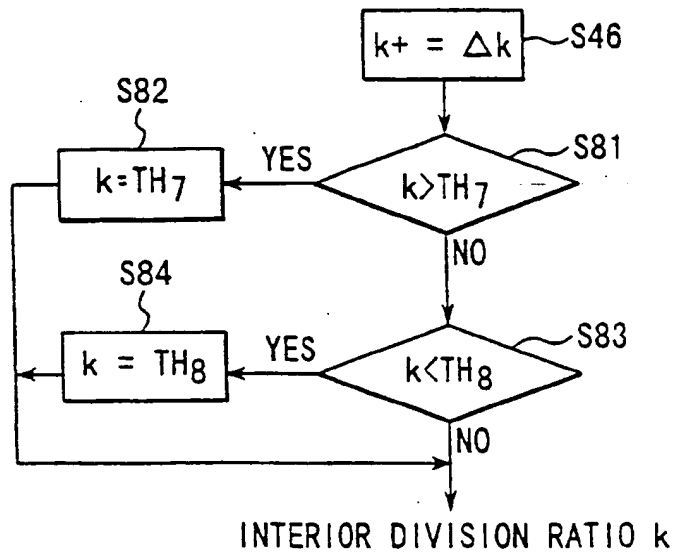 k+ = Δk
S46
S82
S81
k=TH7
YES
k>TH7
NO
S84
S83
k = TH8
YES
k<TH8
NO
INTERIOR DIVISION RATIO k